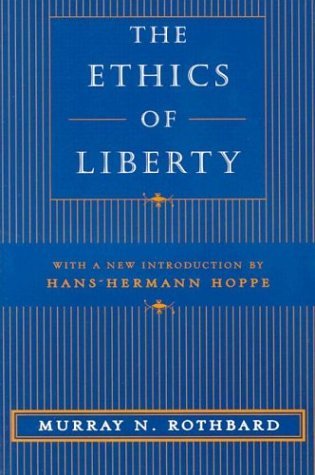 THE
ETHICS
OF
LIBERTY
WITH A NEW INTRODUCTION BY
HANS-HERMANN HOPPE
MURRAY N. ROTHBARD